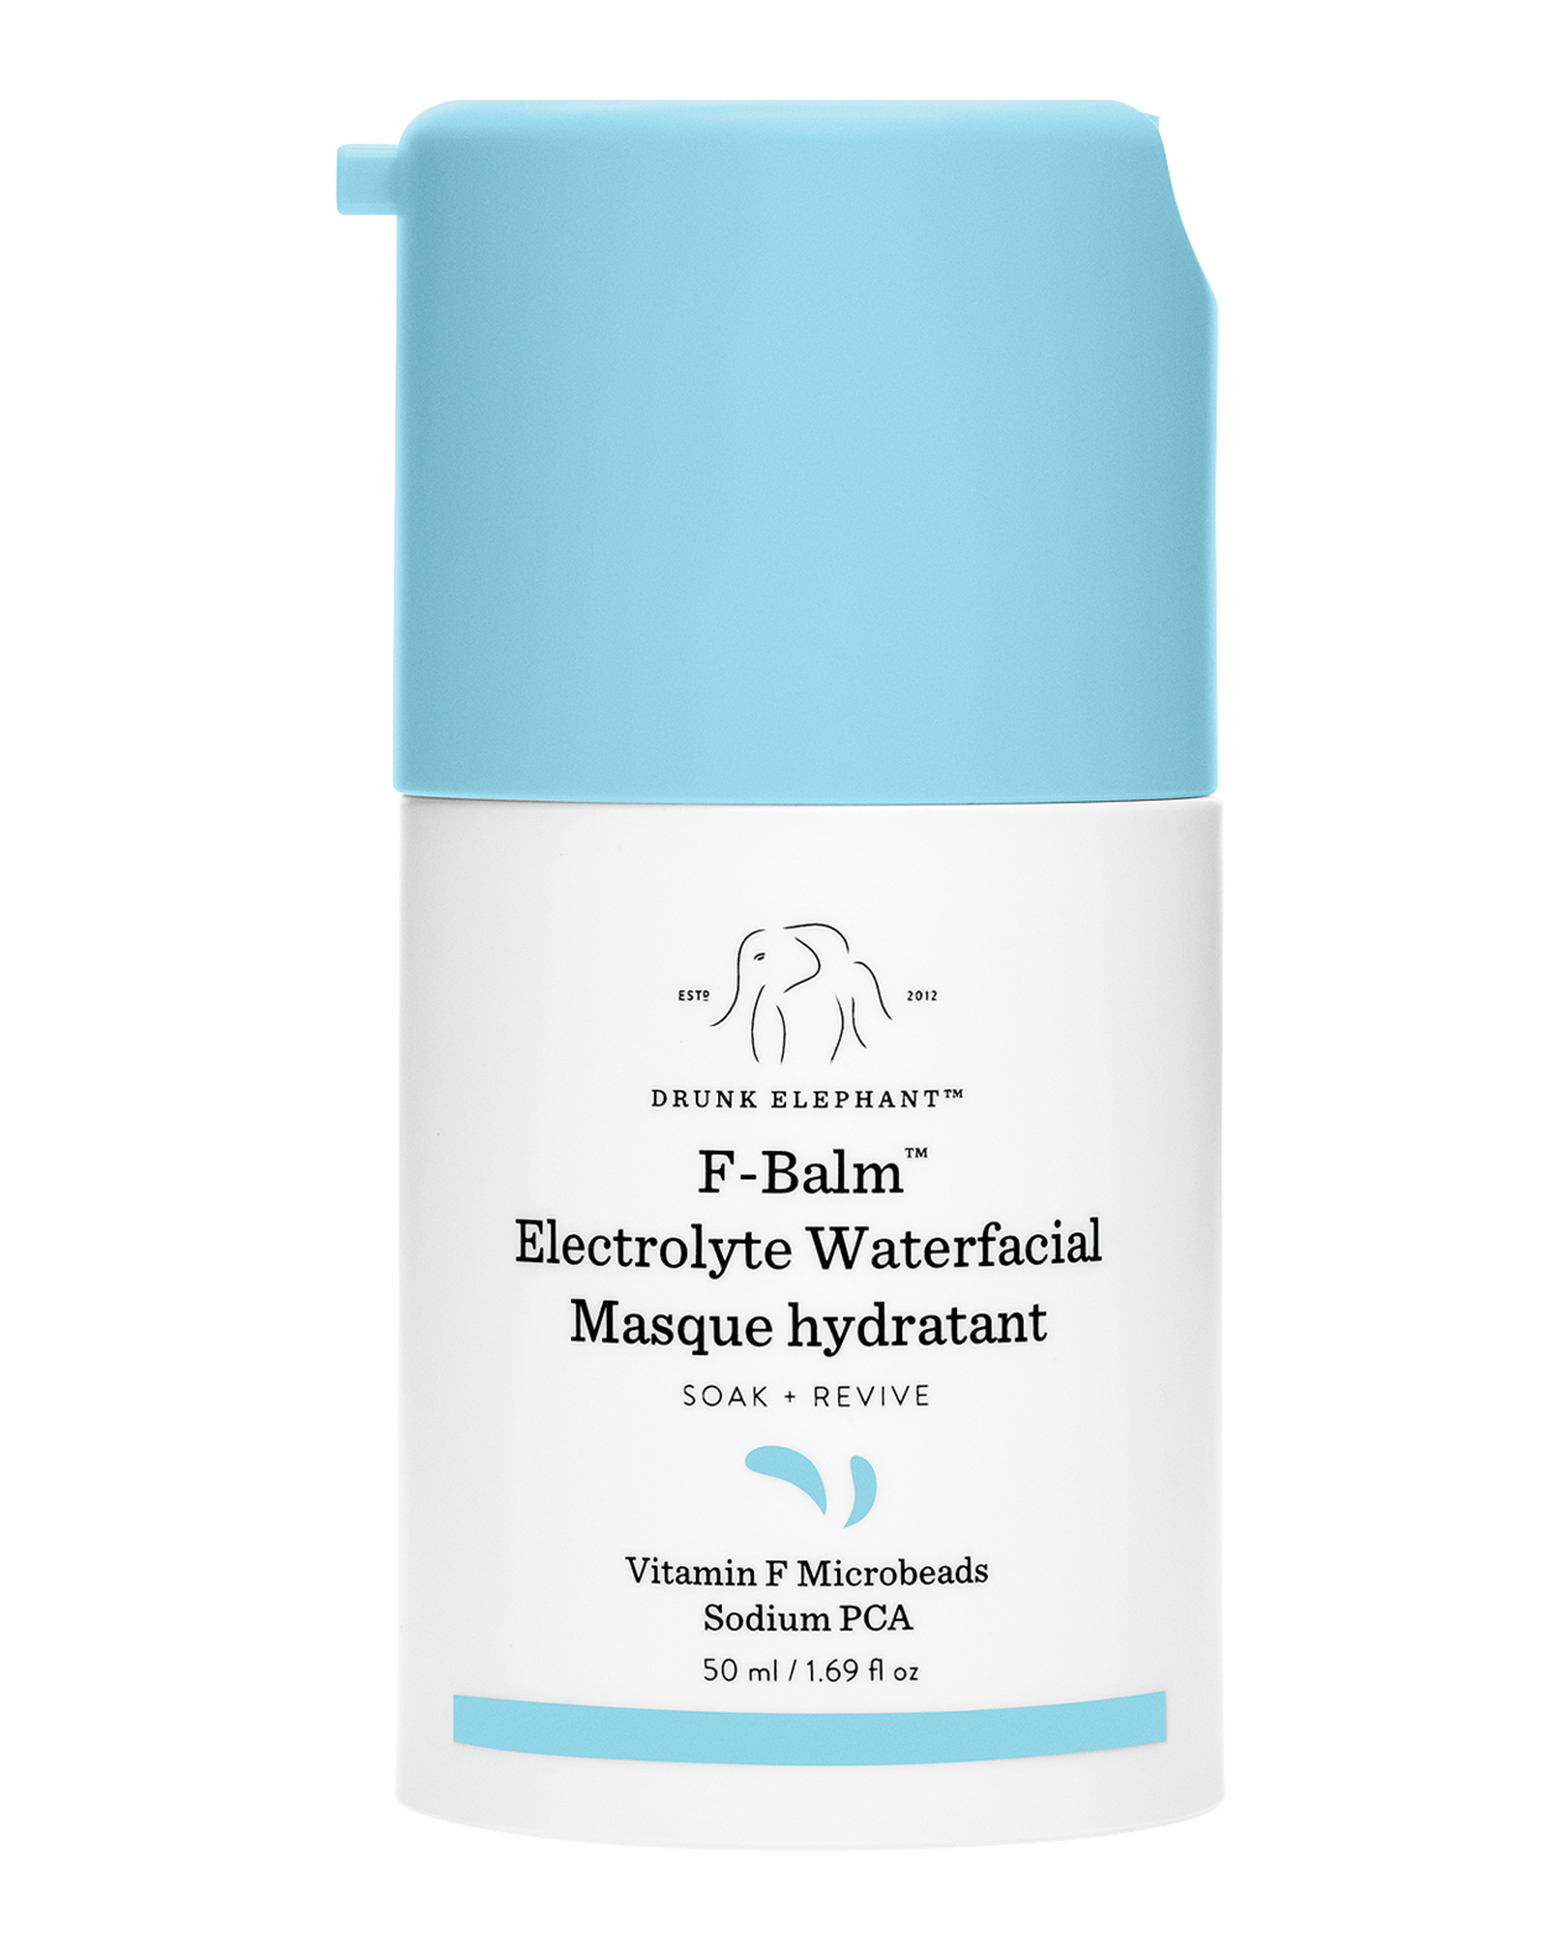 ESTD 2012
DRUNK ELEPHANT™
F-Balm™
Electrolyte Waterfacial
Masque hydratant
SOAK + REVIVE
Vitamin F Microbeads
Sodium PCA
50 ml / 1.69 fl oz